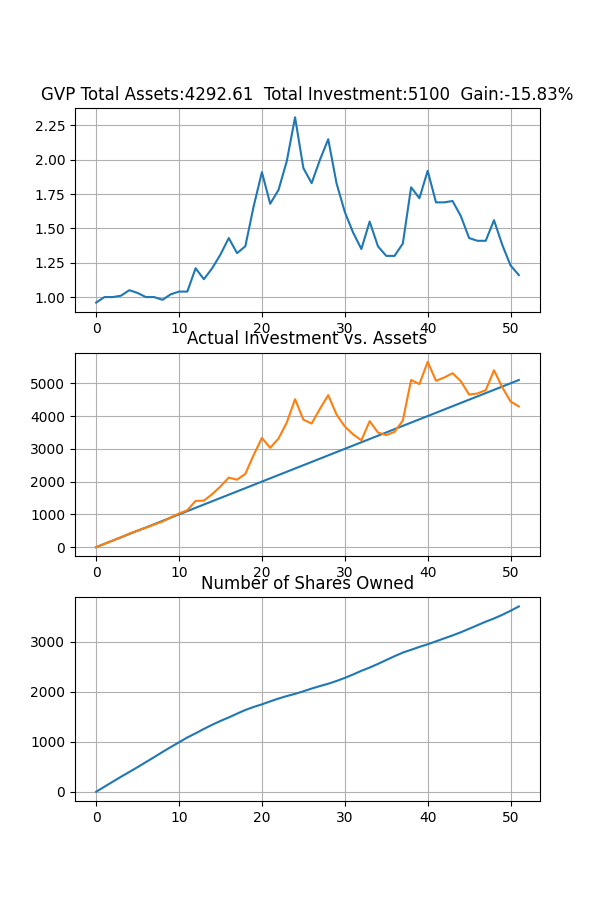 GVP Total Assets:4292.61  Total Investment:5100  Gain:-15.83%
2.25
2.00
1.75
1.50
1.25
1.00
0 10 20 30 40 50
Actual Investment vs. Assets
5000
4000
3000
2000
1000
0
0 10 20 30 40 50
Number of Shares Owned
3000
2000
1000
0
0 10 20 30 40 50